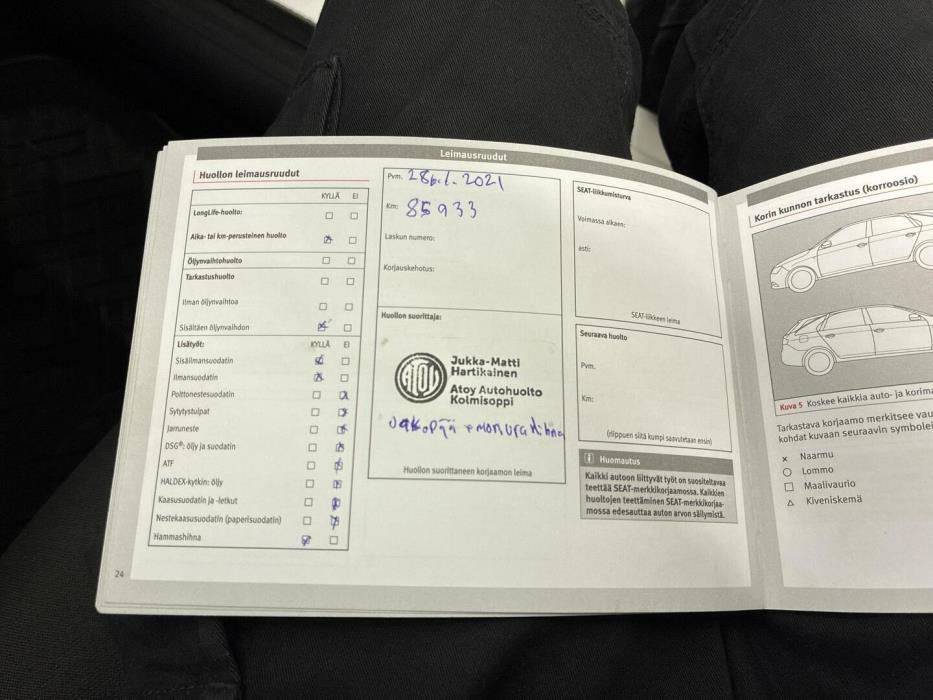 Leimausruudut
Huollon leimausruudut
KYLLÄ EI
LongLife-huolto:
Aika- tai km-perusteinen huolto
Öljynvaihtohuolto
Tarkastushuolto
Ilman öljynvaihtoa
Sisältäen öljynvaihdon
Lisätyöt: KYLLÄ EI
Sisäilmansuodatin
Ilmansuodatin
Polttonestesuodatin
Sytytystulpat
Jarruneste
DSG®: öljy ja suodatin
ATF
HALDEX-kytkin: öljy
Kaasusuodatin ja -letkut
Nestekaasusuodatin (paperisuodatin)
Hammashihna
24
Pvm. 2021
Km: 85933
Laskun numero:
Korjauskehotus:
Huollon suorittaja:
Jukka-Matti
Hartikainen
Atoy Autohuolto
Kolmisoppi
Jakopää + monurahihna
Huollon suorittaneen korjaamon leima
SEAT-liikkumisturva
Voimassa alkaen:
asti:
SEAT-liikkeen leima
Seuraava huolto
Pvm.
Km:
(riippuen siitä kumpi saavutetaan ensin)
Huomautus
Kaikki autoon liittyvät työt on suositeltavaa
teettää SEAT-merkkikorjaamossa. Kaikkien
huoltojen teettäminen SEAT-merkkikorjaa-
mossa edesauttaa auton arvon säilymistä.
Korin kunnon tarkastus (korroosio)
Kuva 5 Koskee kaikkia auto- ja korima
Tarkastava korjaamo merkitsee vau
kohdat kuvaan seuraavin symbolei
Naarmu
Lommo
Maalivaurio
Kiveniskemä